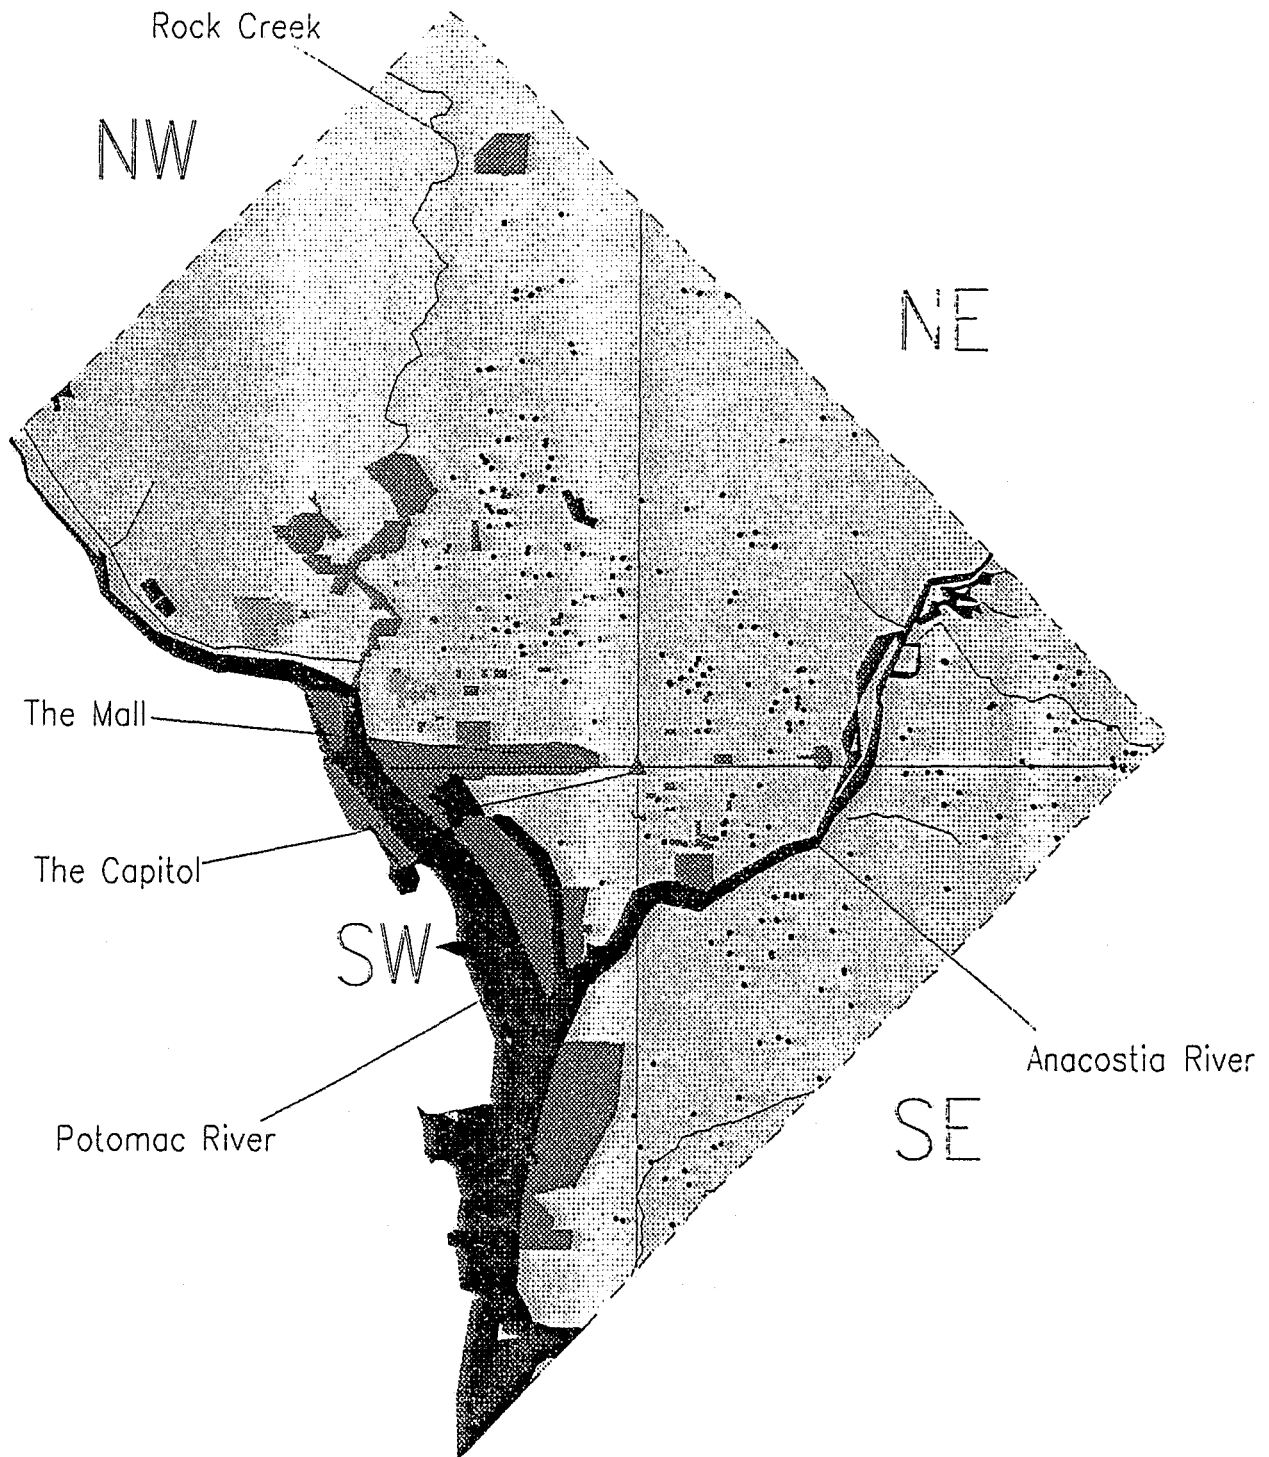 Rock Creek
NW
NE
The Mall
The Capitol
SW
Anacostia River
Potomac River
SE